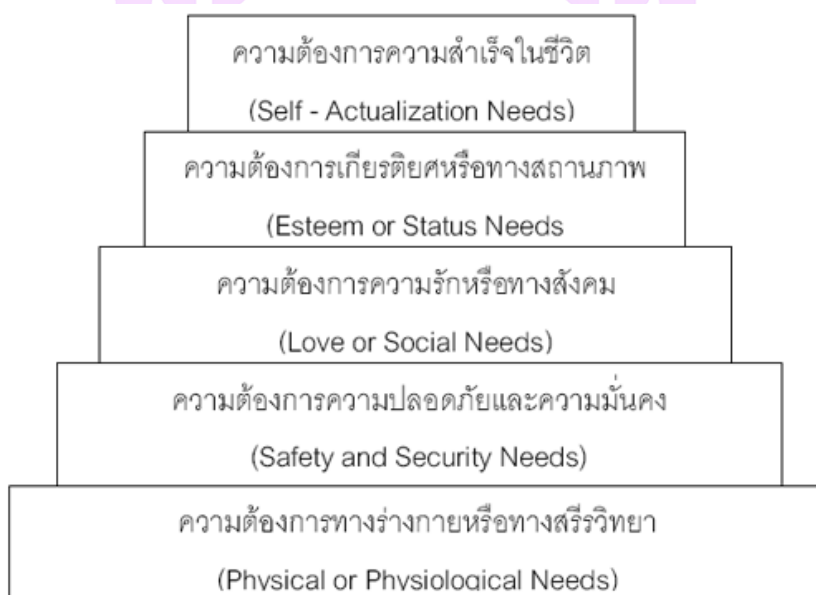 ความต้องการความสำเร็จในชีวิต
(Self - Actualization Needs)
ความต้องการเกียรติยศหรือทางสถานภาพ
(Esteem or Status Needs
ความต้องการความรักหรือทางสังคม
(Love or Social Needs)
ความต้องการความปลอดภัยและความมั่นคง
(Safety and Security Needs)
ความต้องการทางร่างกายหรือทางสรีรวิทยา
(Physical or Physiological Needs)